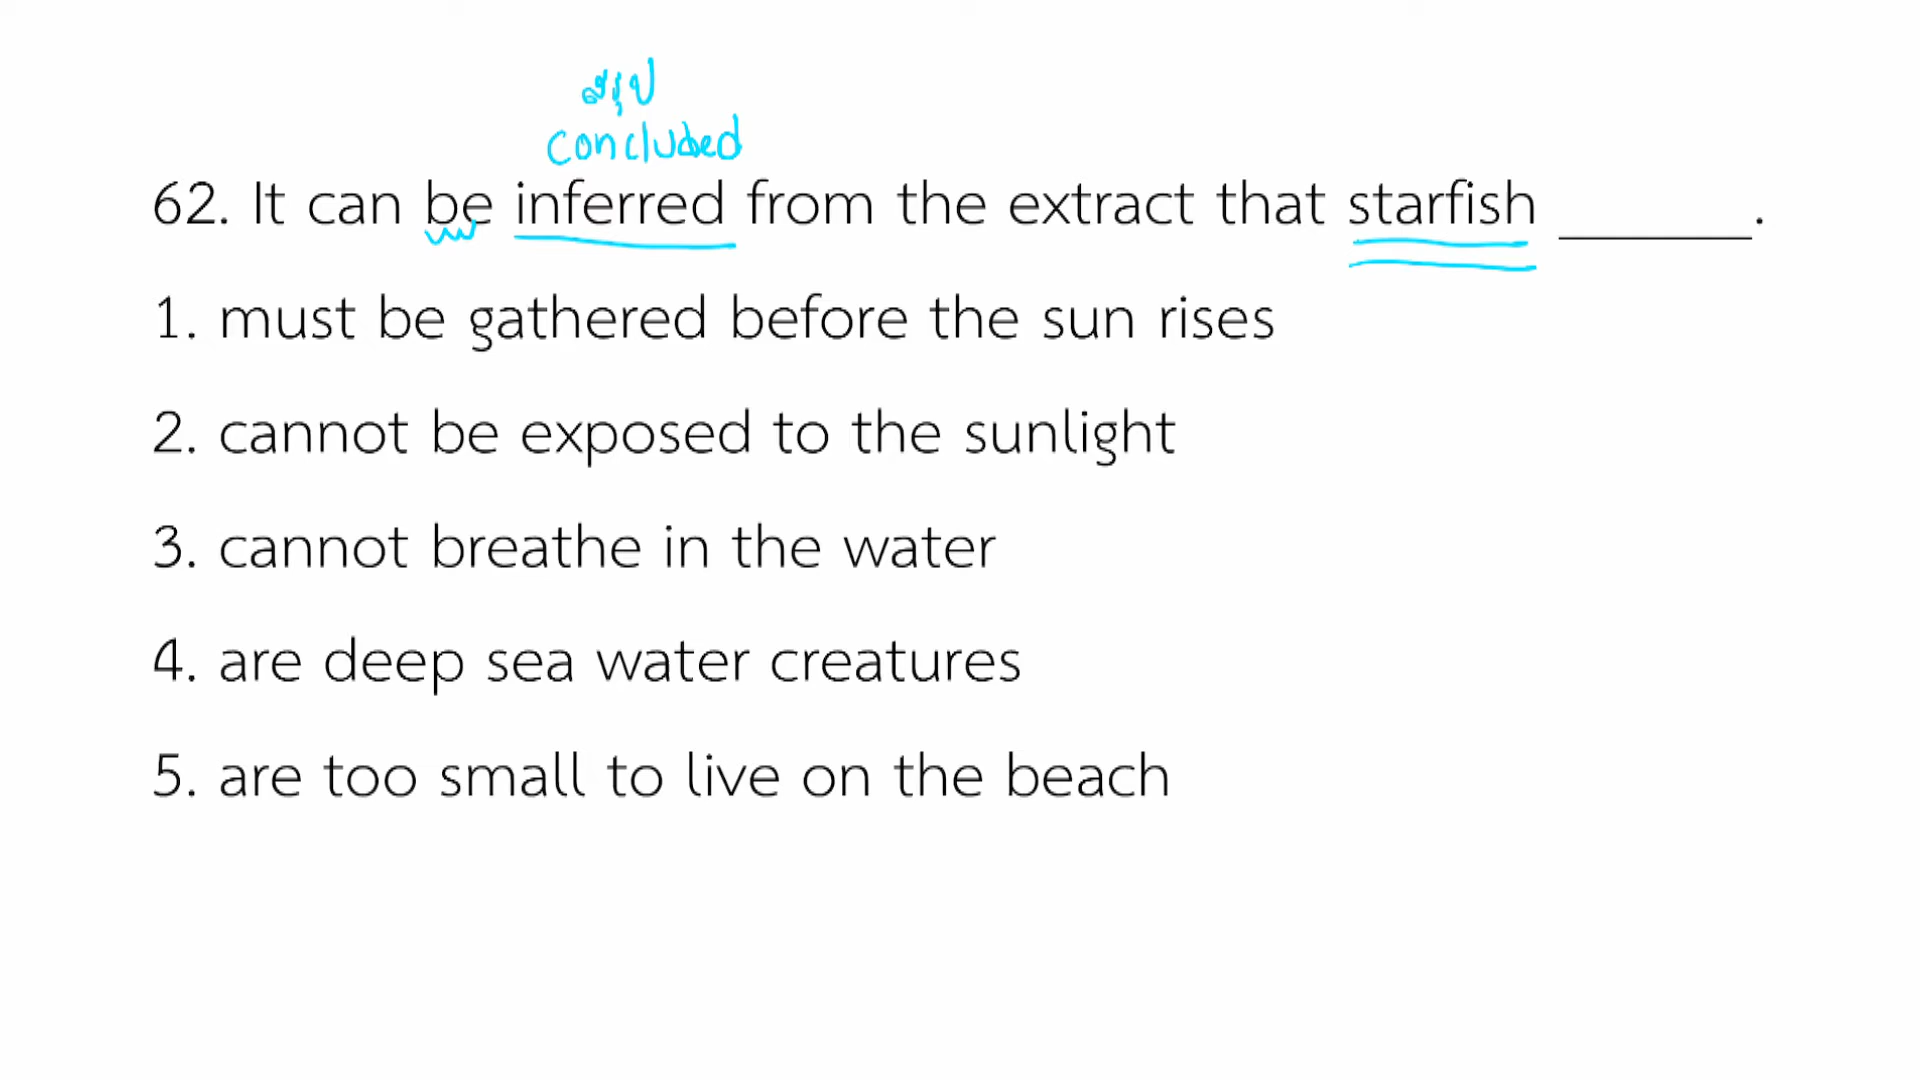 สรุป
concluded
62. It can be inferred from the extract that starfish ______.
1. must be gathered before the sun rises
2. cannot be exposed to the sunlight
3. cannot breathe in the water
4. are deep sea water creatures
5. are too small to live on the beach